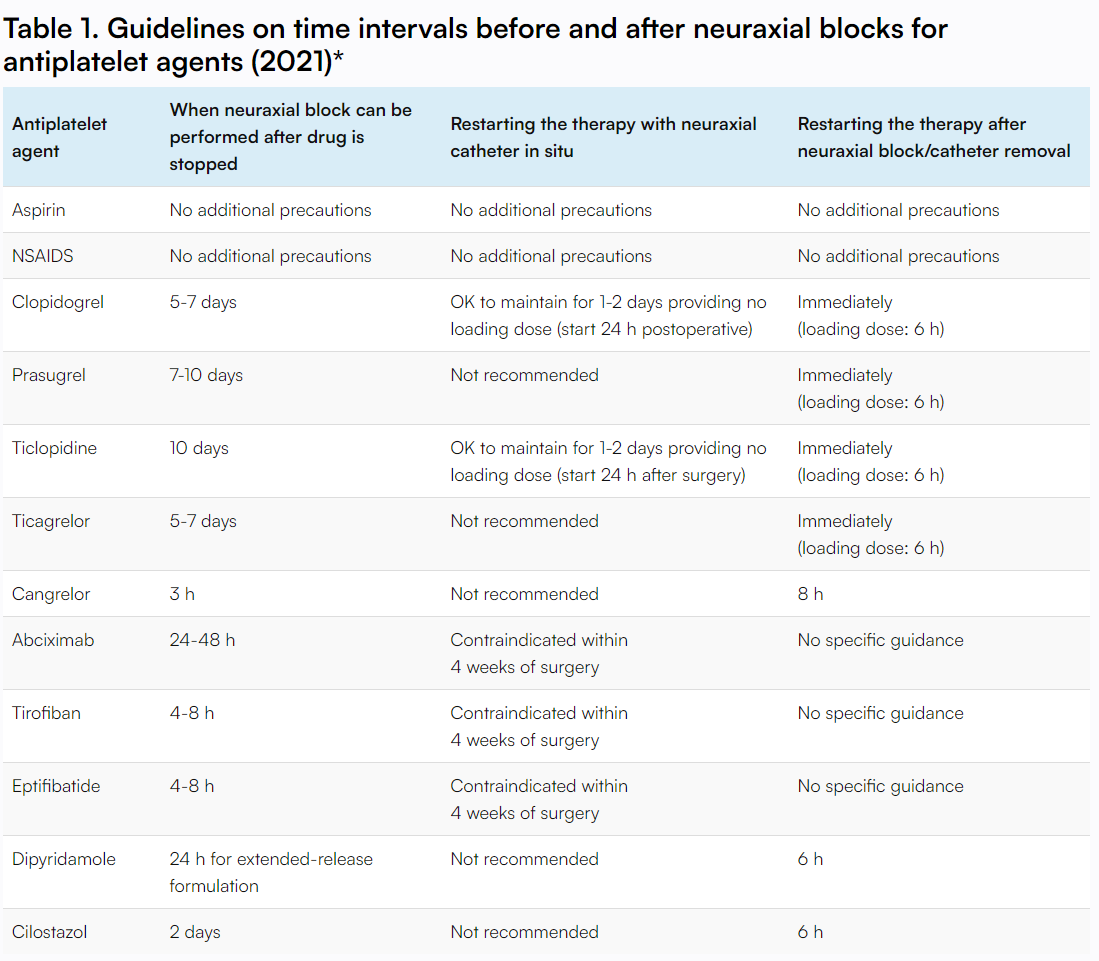 Table 1. Guidelines on time intervals before and after neuraxial blocks for
antiplatelet agents (2021)*
Antiplatelet
agent
When neuraxial block can be
performed after drug is
stopped
Restarting the therapy with neuraxial
catheter in situ
Restarting the therapy after
neuraxial block/catheter removal
Aspirin
No additional precautions
No additional precautions
No additional precautions
NSAIDS
No additional precautions
No additional precautions
No additional precautions
Clopidogrel
5-7 days
OK to maintain for 1-2 days providing no
loading dose (start 24 h postoperative)
Immediately
(loading dose: 6 h)
Prasugrel
7-10 days
Not recommended
Immediately
(loading dose: 6 h)
Ticlopidine
10 days
OK to maintain for 1-2 days providing no
loading dose (start 24 h after surgery)
Immediately
(loading dose: 6 h)
Ticagrelor
5-7 days
Not recommended
Immediately
(loading dose: 6 h)
Cangrelor
3 h
Not recommended
8 h
Abciximab
24-48 h
Contraindicated within
4 weeks of surgery
No specific guidance
Tirofiban
4-8 h
Contraindicated within
4 weeks of surgery
No specific guidance
Eptifibatide
4-8 h
Contraindicated within
4 weeks of surgery
No specific guidance
Dipyridamole
24 h for extended-release
formulation
Not recommended
6 h
Cilostazol
2 days
Not recommended
6 h